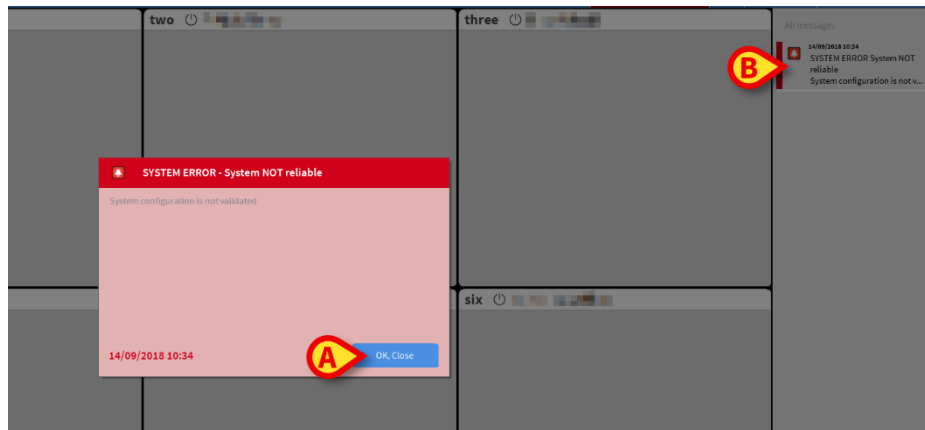 two
three
All messages
14/09/2018 10:34
SYSTEM ERROR System NOT
reliable
System configuration is not v...
B
SYSTEM ERROR - System NOT reliable
System configuration is not validated
six
14/09/2018 10:34
A
OK, Close